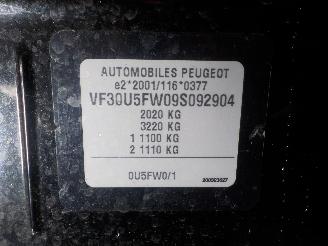 AUTOMOBILES PEUGEOT
e2*2001/116*0377
VF30U5FW09S092904
2020 KG
3220 KG
1 1100 KG
2 1110 KG
0U5FW0/1